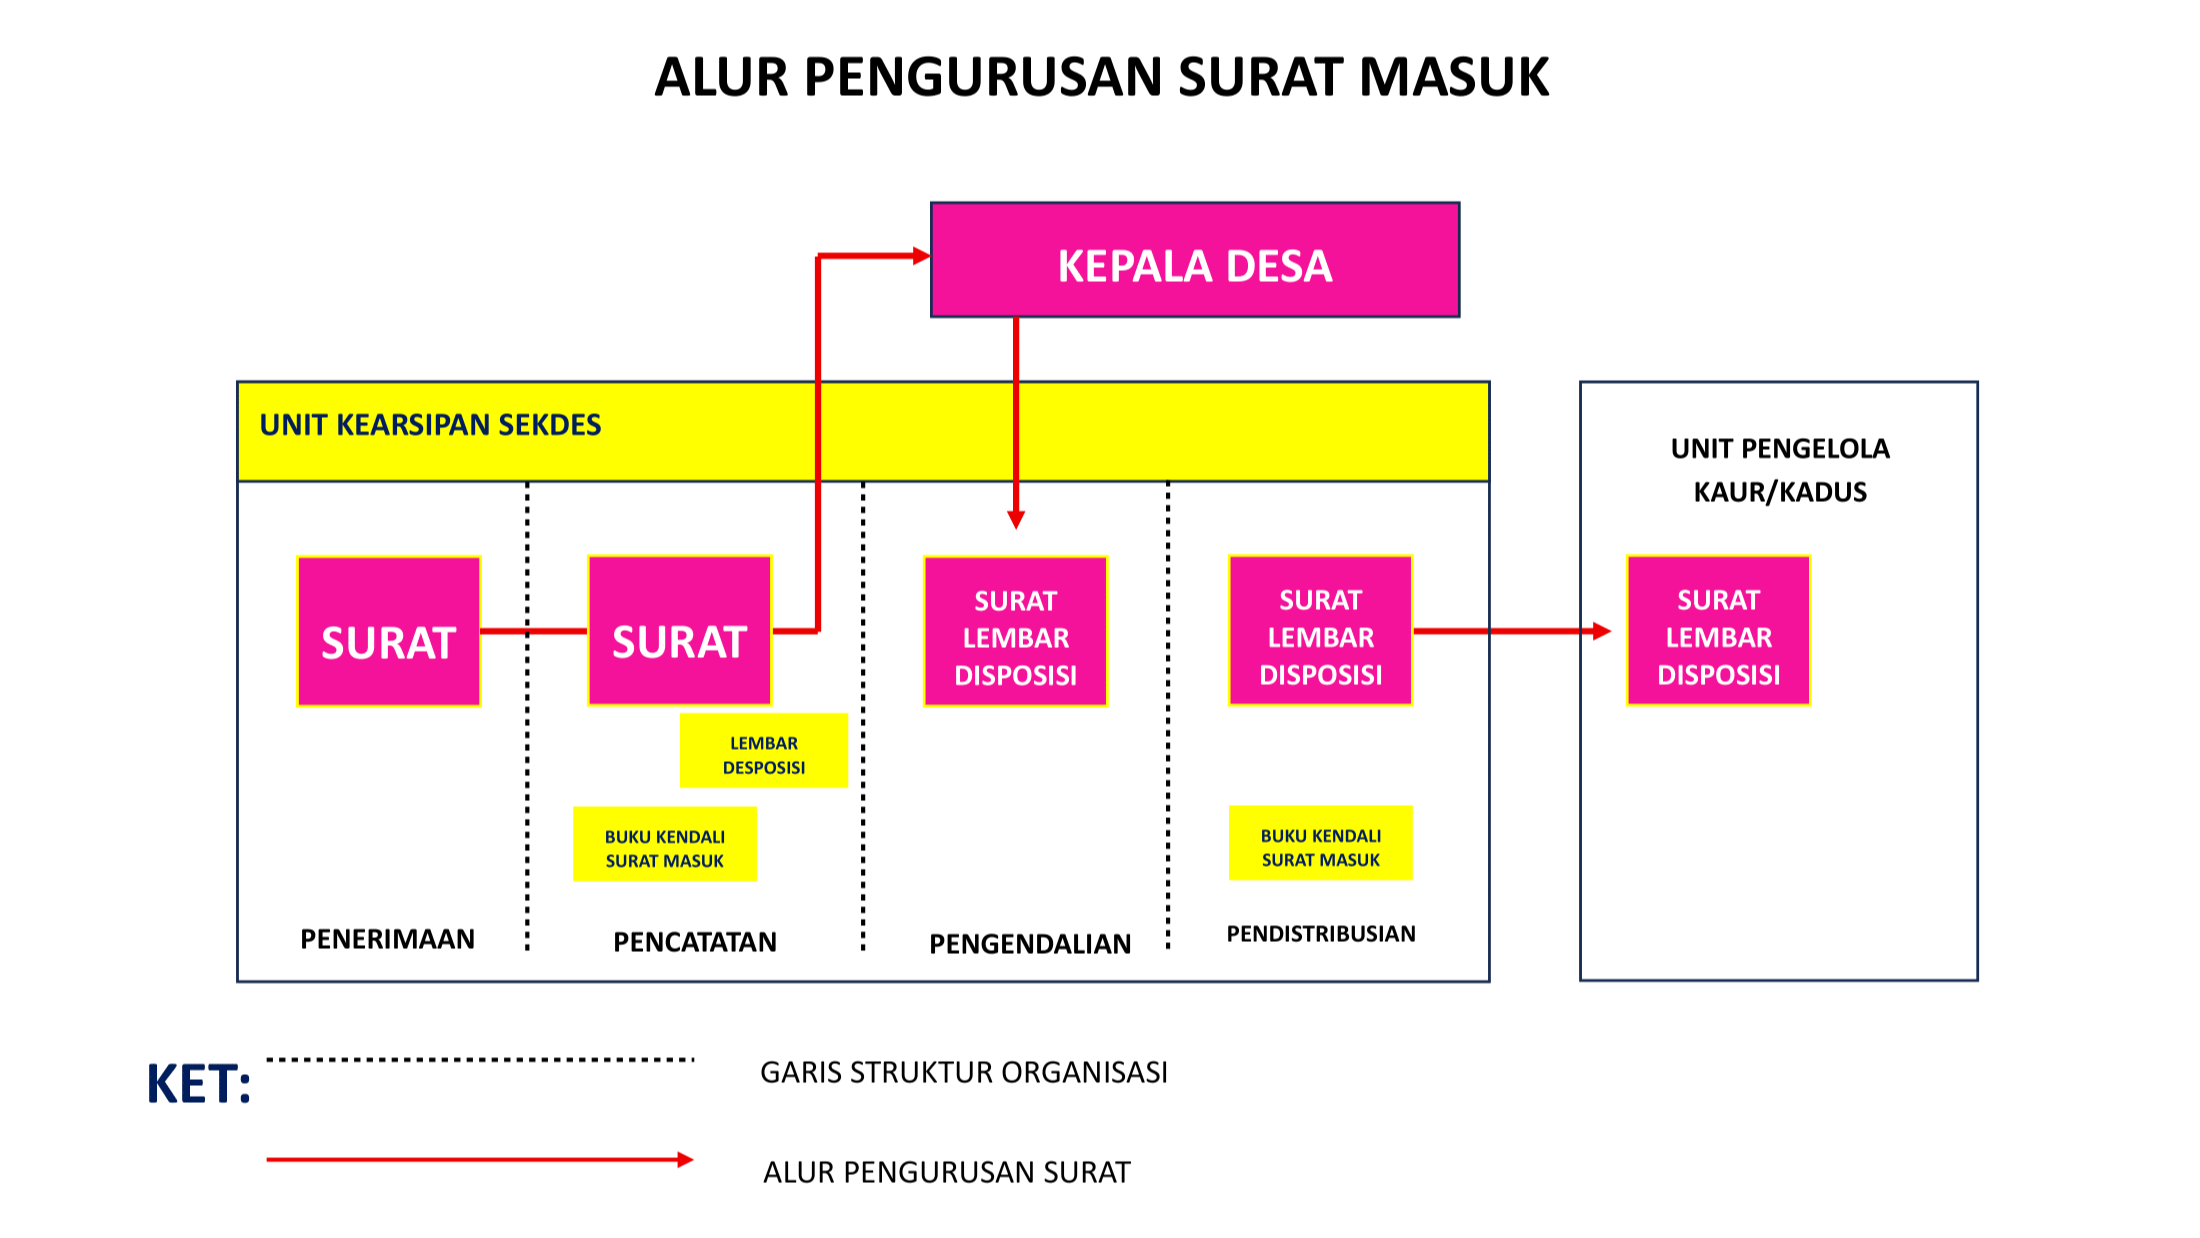 ALUR PENGURUSAN SURAT MASUK
KEPALA DESA
UNIT KEARSIPAN SEKDES
UNIT PENGELOLA
KAUR/KADUS
SURAT
SURAT
SURAT
LEMBAR
DISPOSISI
SURAT
LEMBAR
DISPOSISI
SURAT
LEMBAR
DISPOSISI
LEMBAR
DESPOSISI
BUKU KENDALI
SURAT MASUK
BUKU KENDALI
SURAT MASUK
PENERIMAAN
PENCATATAN
PENGENDALIAN
PENDISTRIBUSIAN
KET:
GARIS STRUKTUR ORGANISASI
ALUR PENGURUSAN SURAT